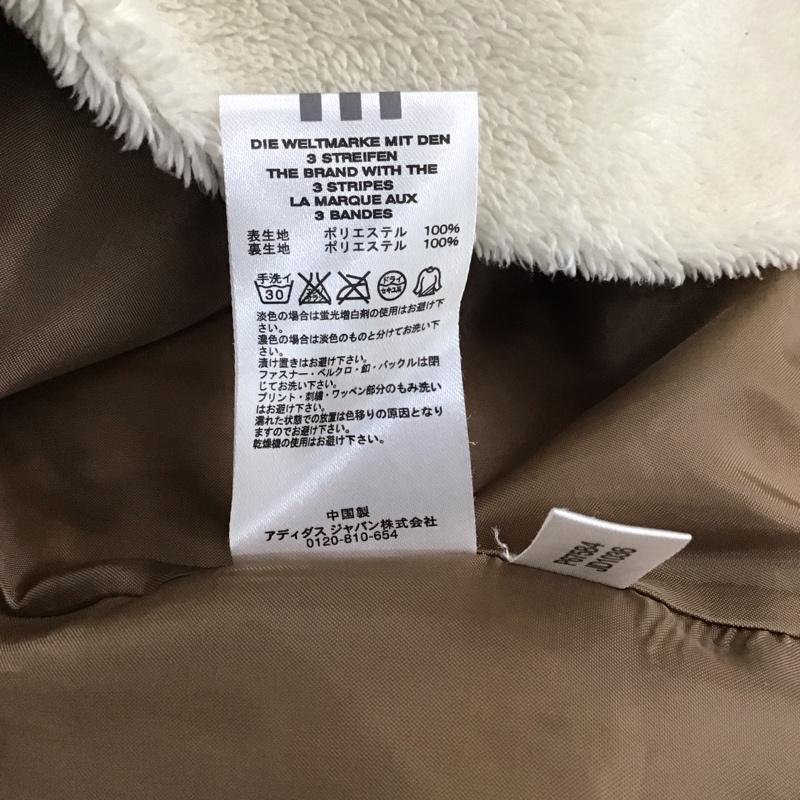 DIE WELTMARKE MIT DEN
3 STREIFEN
THE BRAND WITH THE
3 STRIPES
LA MARQUE AUX
3 BANDES
表生地 ポリエステル 100%
裏生地 ポリエステル 100%
手洗イ
30
ドライ
セキユ系
淡色の場合は蛍光増白剤の使用はお避け下
さい。
濃色の場合は淡色のものと分けてお洗い下
さい。
漬け置きはお避け下さい。
ファスナー・ベルクロ・釦・バックルは閉
じてお洗い下さい。
プリント・刺繍・ワッペン部分のもみ洗い
はお避け下さい。
濡れた状態での放置は色移りの原因となり
ますのでお避け下さい。
乾燥機の使用はお避け下さい。
中国製
アディダス ジャパン株式会社
0120-810-654
JD1098